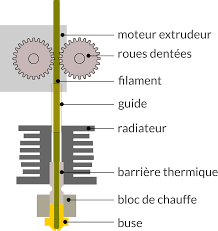 moteur extrudeur
roues dentées
filament
guide
radiateur
barrière thermique
bloc de chauffe
buse